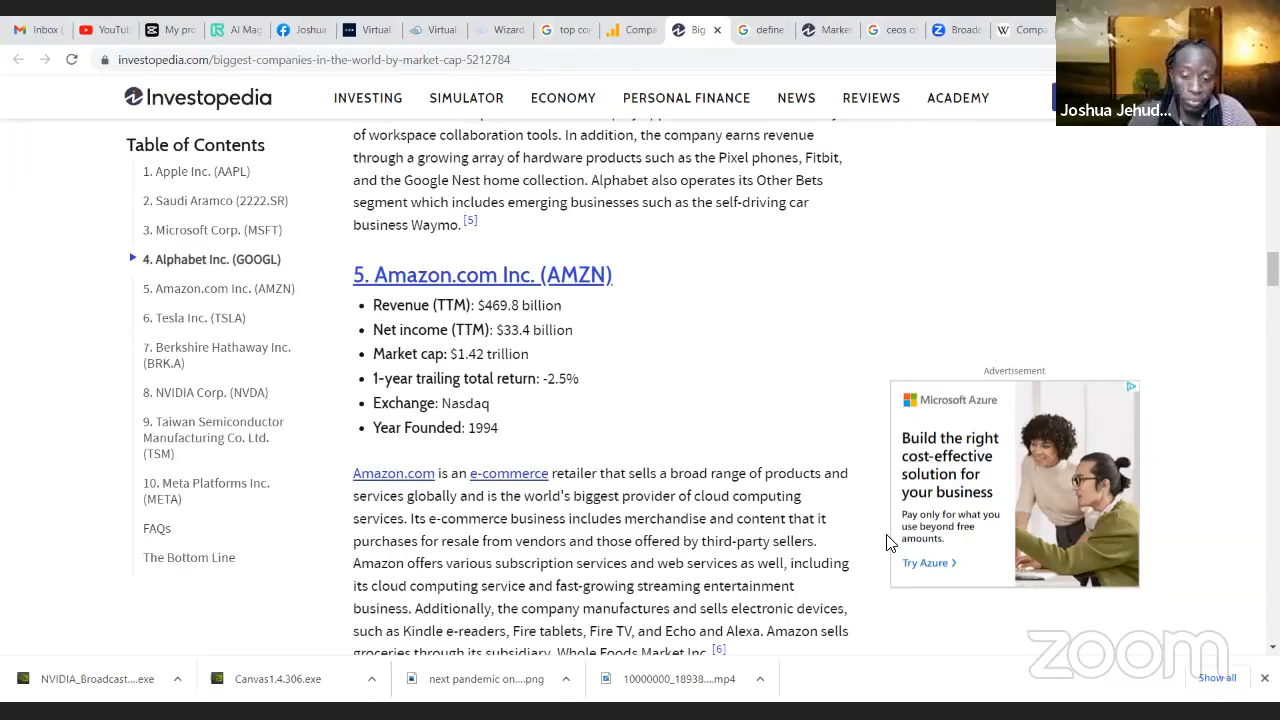 Inbox (
YouTub
My pro
AI Mag
Joshua
Virtual
Virtual
Wizard
top cor
Compa
Big
define
Market
ceos or
Broadc
Compa
investopedia.com/biggest-companies-in-the-world-by-market-cap-5212784
Joshua Jehud...
Investopedia
INVESTING
SIMULATOR
ECONOMY
PERSONAL FINANCE
NEWS
REVIEWS
ACADEMY
Table of Contents
1. Apple Inc. (AAPL)
2. Saudi Aramco (2222.SR)
3. Microsoft Corp. (MSFT)
4. Alphabet Inc. (GOOGL)
5. Amazon.com Inc. (AMZN)
6. Tesla Inc. (TSLA)
7. Berkshire Hathaway Inc.
(BRK.A)
8. NVIDIA Corp. (NVDA)
9. Taiwan Semiconductor
Manufacturing Co. Ltd.
(TSM)
10. Meta Platforms Inc.
(META)
FAQs
The Bottom Line
of workspace collaboration tools. In addition, the company earns revenue
through a growing array of hardware products such as the Pixel phones, Fitbit,
and the Google Nest home collection. Alphabet also operates its Other Bets
segment which includes emerging businesses such as the self-driving car
business Waymo. [5]
5. Amazon.com Inc. (AMZN)
Revenue (TTM): $469.8 billion
Net income (TTM): $33.4 billion
Market cap: $1.42 trillion
1-year trailing total return: -2.5%
Exchange: Nasdaq
Year Founded: 1994
Amazon.com is an e-commerce retailer that sells a broad range of products and
services globally and is the world's biggest provider of cloud computing
services. Its e-commerce business includes merchandise and content that it
purchases for resale from vendors and those offered by third-party sellers.
Amazon offers various subscription services and web services as well, including
its cloud computing service and fast-growing streaming entertainment
business. Additionally, the company manufactures and sells electronic devices,
such as Kindle e-readers, Fire tablets, Fire TV, and Echo and Alexa. Amazon sells
groceries through its subsidiary, Whole Foods Market Inc. [6]
Advertisement
Microsoft Azure
Build the right
cost-effective
solution for
your business
Pay only for what you
use beyond free
amounts.
Try Azure
zoom
NVIDIA_Broadcast....exe
Canvas1.4.306.exe
next pandemic on....png
10000000_18938....mp4
Show all